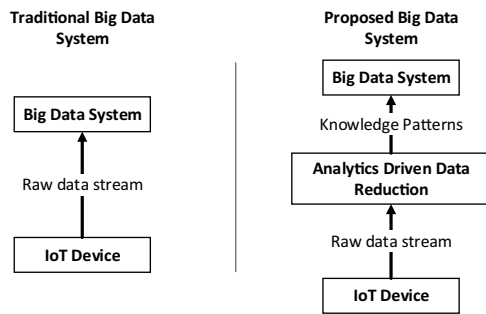 Traditional Big Data
System
Big Data System
Raw data stream
IoT Device
Proposed Big Data
System
Big Data System
Knowledge Patterns
Analytics Driven Data
Reduction
Raw data stream
IoT Device